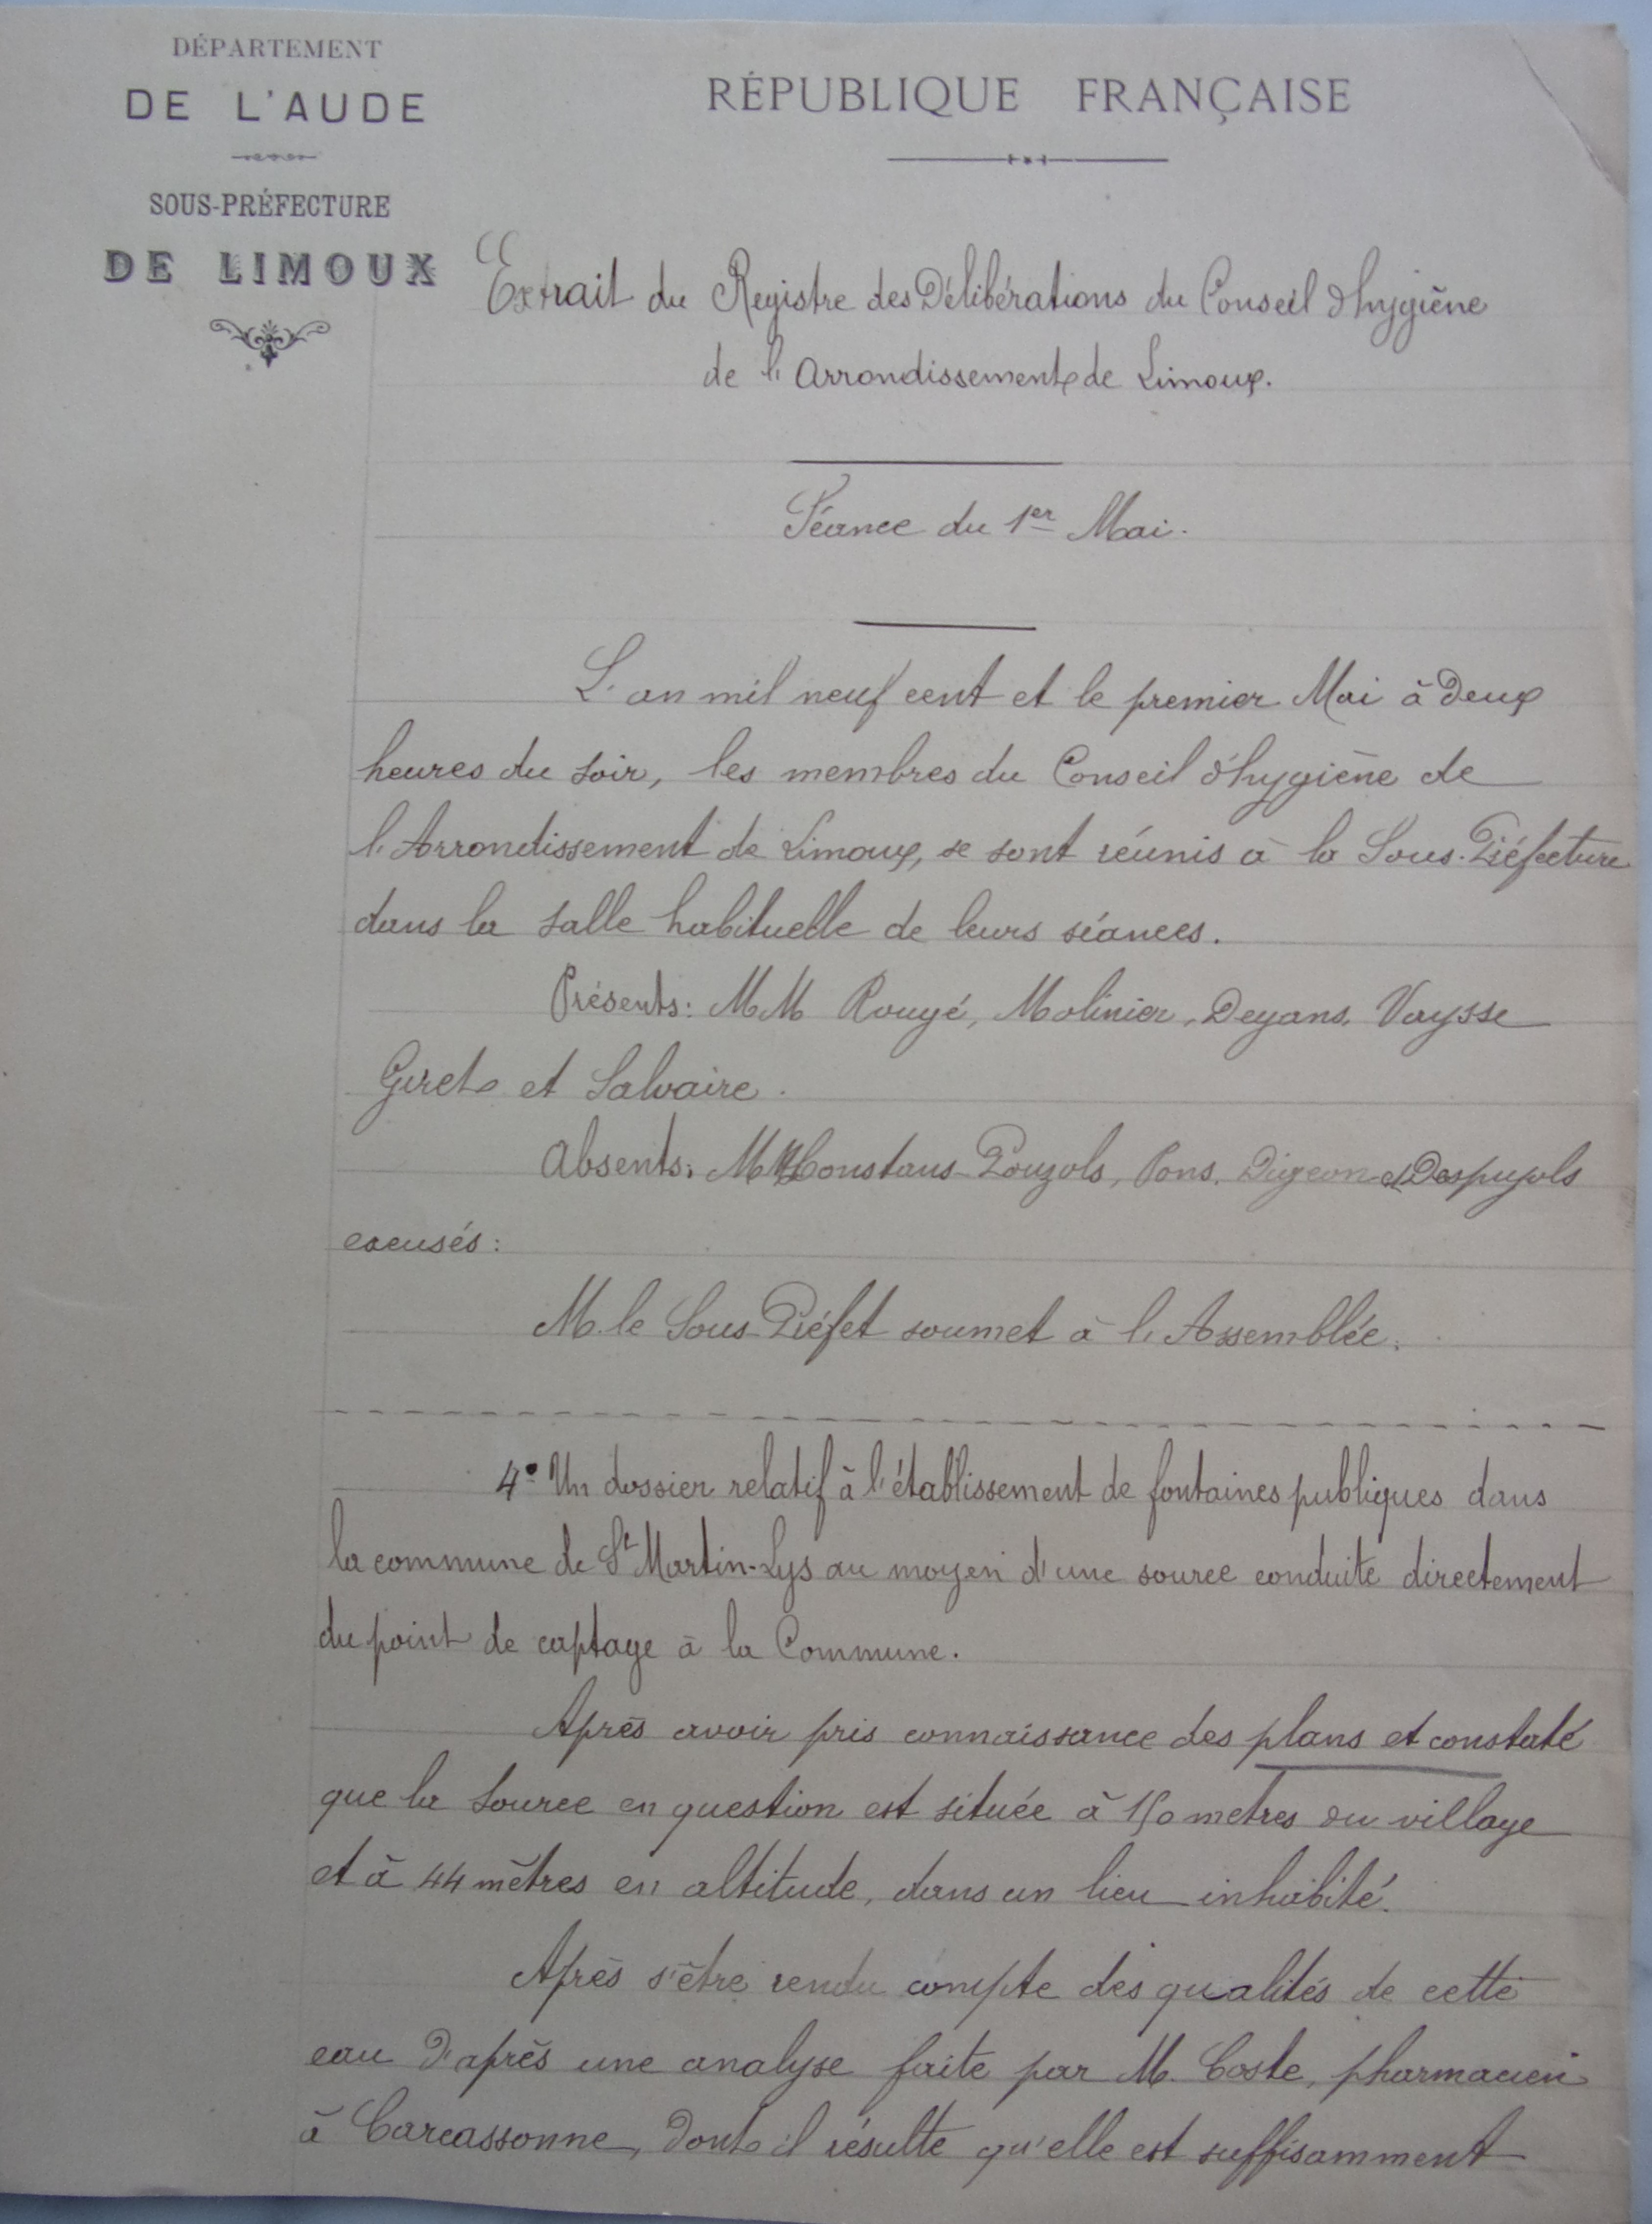 DÉPARTEMENT
DE L'AUDE
SOUS-PRÉFECTURE
DE LIMOUX
RÉPUBLIQUE FRANÇAISE
Extrait du Registre des Délibérations du Conseil d'hygiène
de l'Arrondissement de Limoux.
Séance du 1er Mai.
L'an mil neuf cent et le premier Mai à deux
heures du soir, les membres du Conseil d'hygiène de
l'Arrondissement de Limoux, se sont réunis à la Sous-Préfecture
dans la salle habituelle de leurs séances.
Présents: MM Rougé, Molinier, Deyans, Vaysse
Giret et Salvaire.
Absents: MM Constans-Pouzols, Pons, Digeon et Despujols
excusés:
M. le Sous-Préfet soumet à l'Assemblée:
4° Un dossier relatif à l'établissement de fontaines publiques dans
la commune de St Martin-Lys au moyen d'une source conduite directement
du point de captage à la Commune.
Après avoir pris connaissance des plans et constaté
que la source en question est située à 150 metres du village
et à 44 mètres en altitude, dans un lieu inhabité.
Après s'être rendu compte des qualités de cette
eau d'après une analyse faite par M. Coste, pharmacien
à Carcassonne, dont il résulte qu'elle est suffisamment